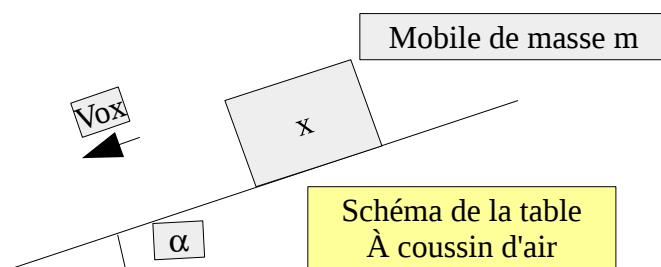 Mobile de masse m
Vox
x
Schéma de la table
À coussin d'air
α